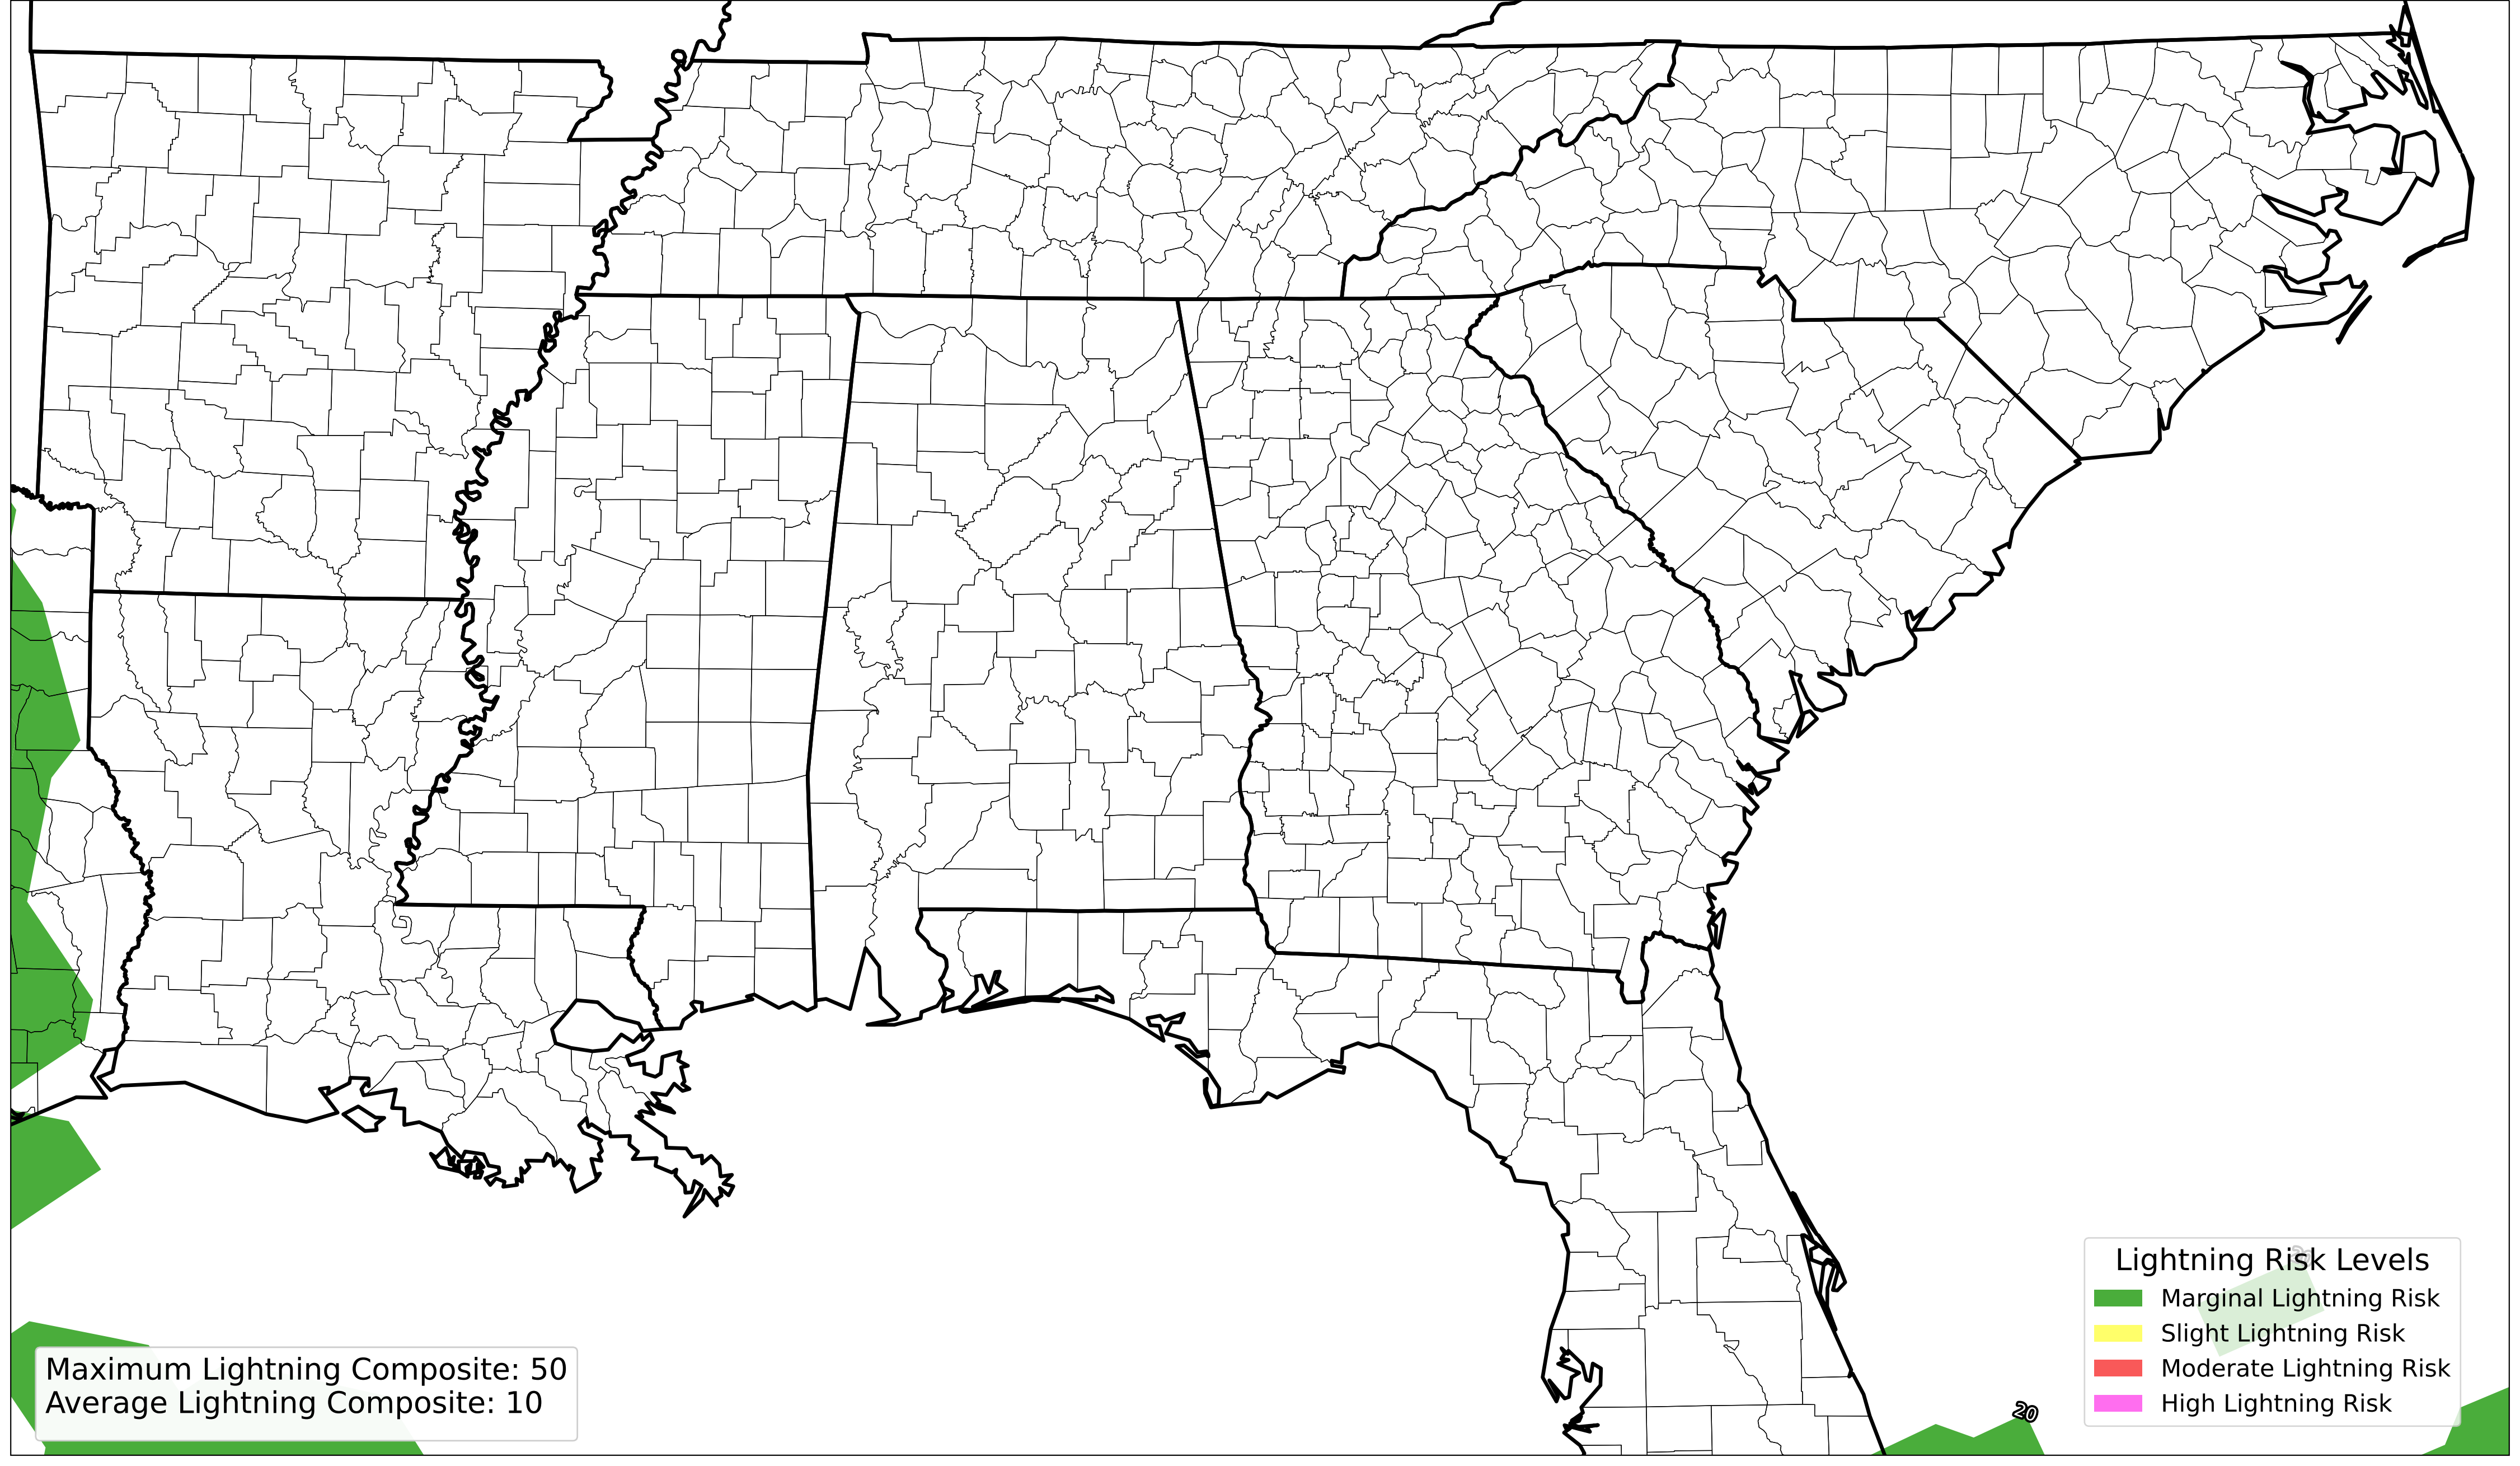 Lightning Risk Levels
Marginal Lightning Risk
Slight Lightning Risk
Moderate Lightning Risk
High Lightning Risk
Maximum Lightning Composite: 50
Average Lightning Composite: 10
20